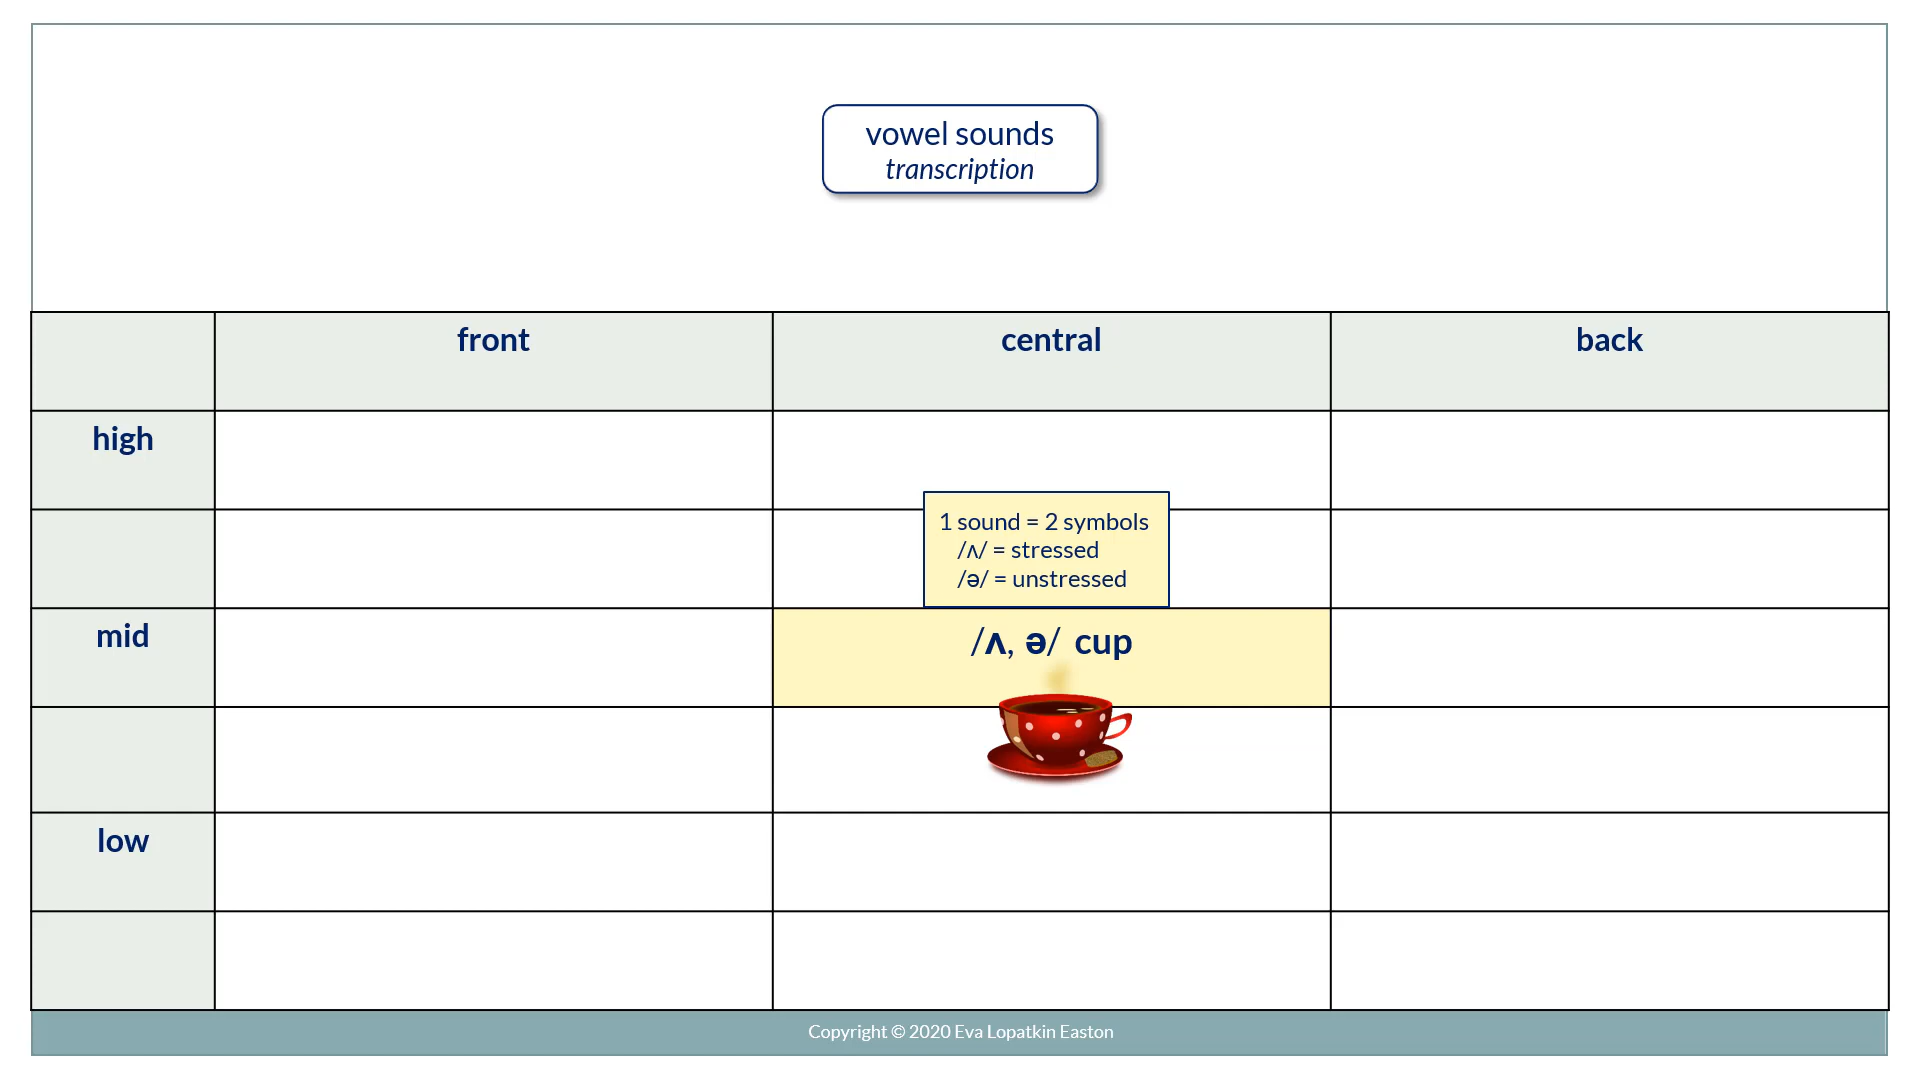 vowel sounds
transcription
front central back
high
1 sound = 2 symbols
/ʌ/ = stressed
/ə/ = unstressed
mid /ʌ, ə/ cup
low
Copyright © 2020 Eva Lopatkin Easton